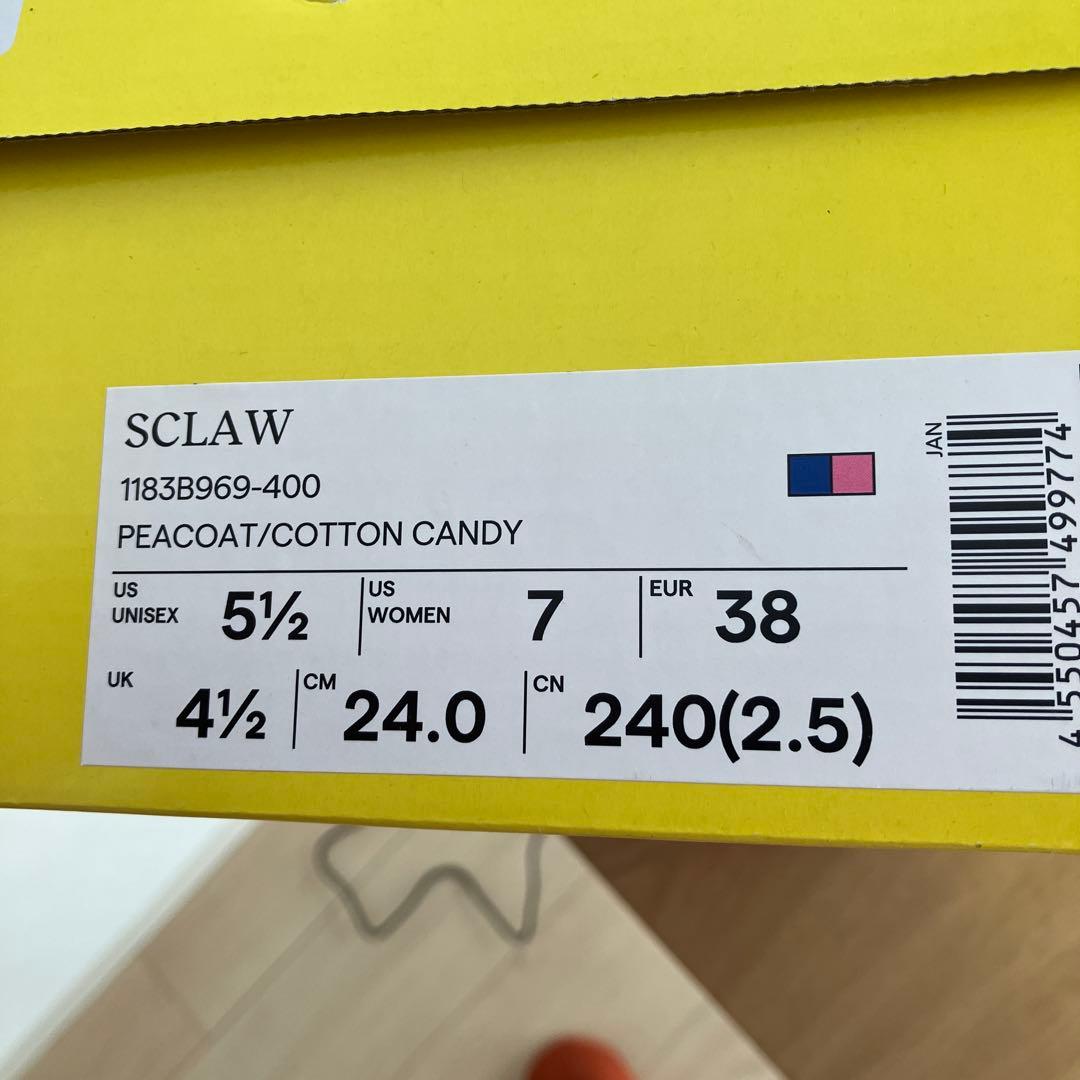 SCLAW
1183B969-400
PEACOAT/COTTON CANDY
US UNISEX 5½ US WOMEN 7 EUR 38
UK 4½ CM 24.0 CN 240(2.5)
JAN
4 550457 499774